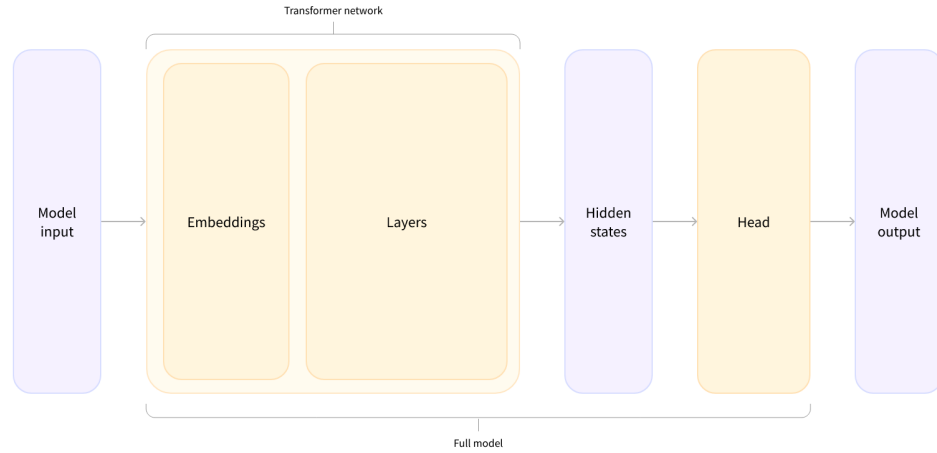 Transformer network
Model
input
Embeddings
Layers
Hidden
states
Head
Model
output
Full model